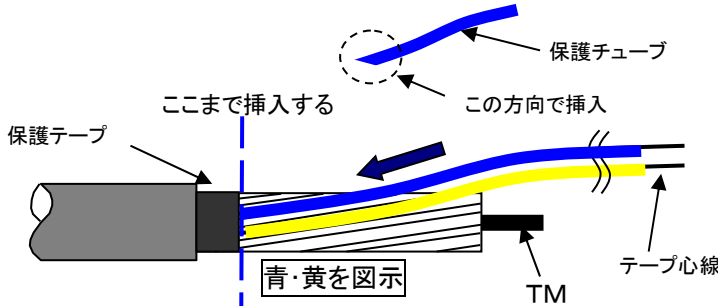 保護チューブ
ここまで挿入する
この方向で挿入
保護テープ
テープ心線
青・黄を図示
TM